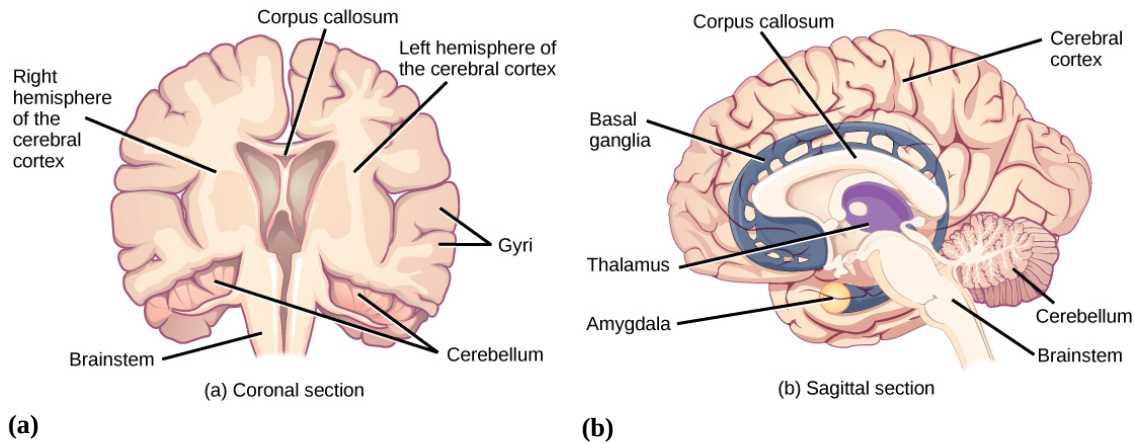 Corpus callosum
Left hemisphere of
the cerebral cortex
Right
hemisphere
of the
cerebral
cortex
Gyri
Brainstem
Cerebellum
(a) Coronal section
(a)
Corpus callosum
Cerebral
cortex
Basal
ganglia
Thalamus
Amygdala
Cerebellum
Brainstem
(b) Sagittal section
(b)